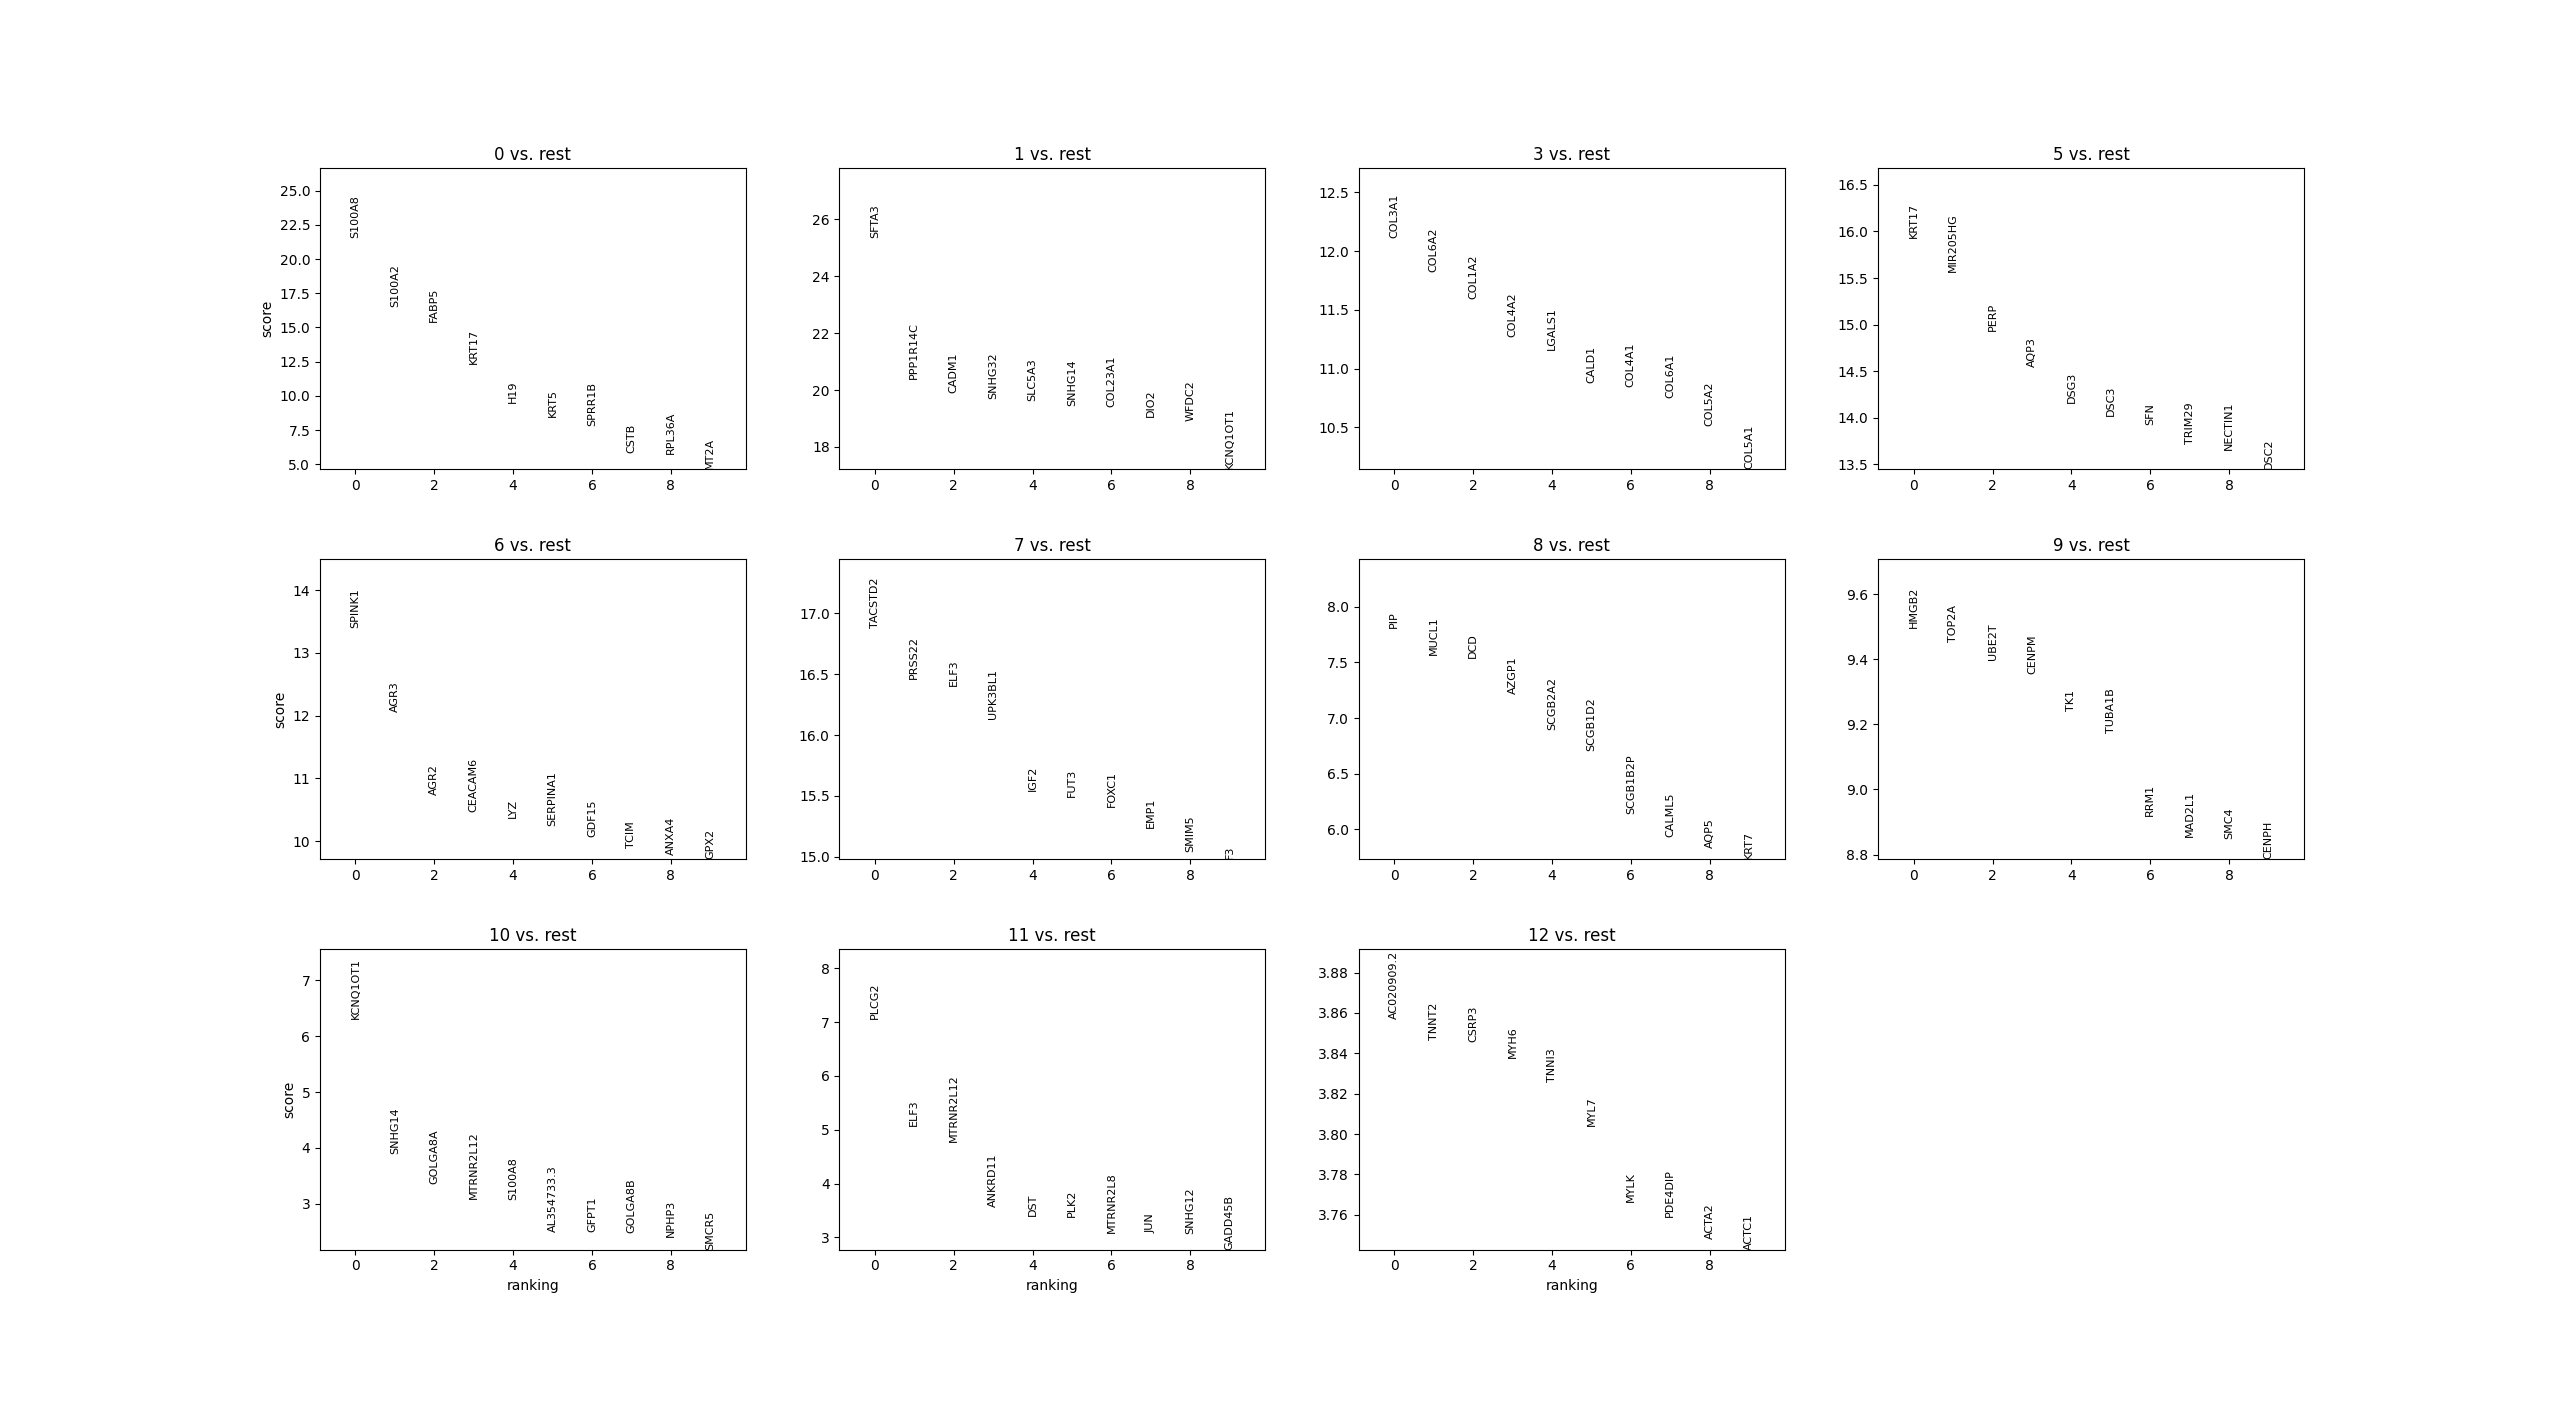 0 vs. rest
score
25.0
22.5
20.0
17.5
15.0
12.5
10.0
7.5
5.0
S100A8
S100A2
FABP5
KRT17
H19
KRT5
SPRR1B
CSTB
RPL36A
MT2A
0 2 4 6 8
1 vs. rest
26
24
22
20
18
SFTA3
PPP1R14C
CADM1
SNHG32
SLC5A3
SNHG14
COL23A1
DIO2
WFDC2
KCNQ1OT1
0 2 4 6 8
3 vs. rest
12.5
12.0
11.5
11.0
10.5
COL3A1
COL6A2
COL1A2
COL4A2
LGALS1
CALD1
COL4A1
COL6A1
COL5A2
COL5A1
0 2 4 6 8
5 vs. rest
16.5
16.0
15.5
15.0
14.5
14.0
13.5
KRT17
MIR205HG
PERP
AQP3
DSG3
DSC3
SFN
TRIM29
NECTIN1
DSC2
0 2 4 6 8
6 vs. rest
score
14
13
12
11
10
SPINK1
AGR3
AGR2
CEACAM6
LYZ
SERPINA1
GDF15
TCIM
ANXA4
GPX2
0 2 4 6 8
7 vs. rest
17.0
16.5
16.0
15.5
15.0
TACSTD2
PRSS22
ELF3
UPK3BL1
IGF2
FUT3
FOXC1
EMP1
SMIM5
F3
0 2 4 6 8
8 vs. rest
8.0
7.5
7.0
6.5
6.0
PIP
MUCL1
DCD
AZGP1
SCGB2A2
SCGB1D2
SCGB1B2P
CALML5
AQP5
KRT7
0 2 4 6 8
9 vs. rest
9.6
9.4
9.2
9.0
8.8
HMGB2
TOP2A
UBE2T
CENPM
TK1
TUBA1B
RRM1
MAD2L1
SMC4
CENPH
0 2 4 6 8
10 vs. rest
score
7
6
5
4
3
KCNQ1OT1
SNHG14
GOLGA8A
MTRNR2L12
S100A8
AL354733.3
GFPT1
GOLGA8B
NPHP3
SMCR5
0 2 4 6 8
ranking
11 vs. rest
8
7
6
5
4
3
PLCG2
ELF3
MTRNR2L12
ANKRD11
DST
PLK2
MTRNR2L8
JUN
SNHG12
GADD45B
0 2 4 6 8
ranking
12 vs. rest
3.88
3.86
3.84
3.82
3.80
3.78
3.76
AC020909.2
TNNT2
CSRP3
MYH6
TNNI3
MYL7
MYLK
PDE4DIP
ACTA2
ACTC1
0 2 4 6 8
ranking